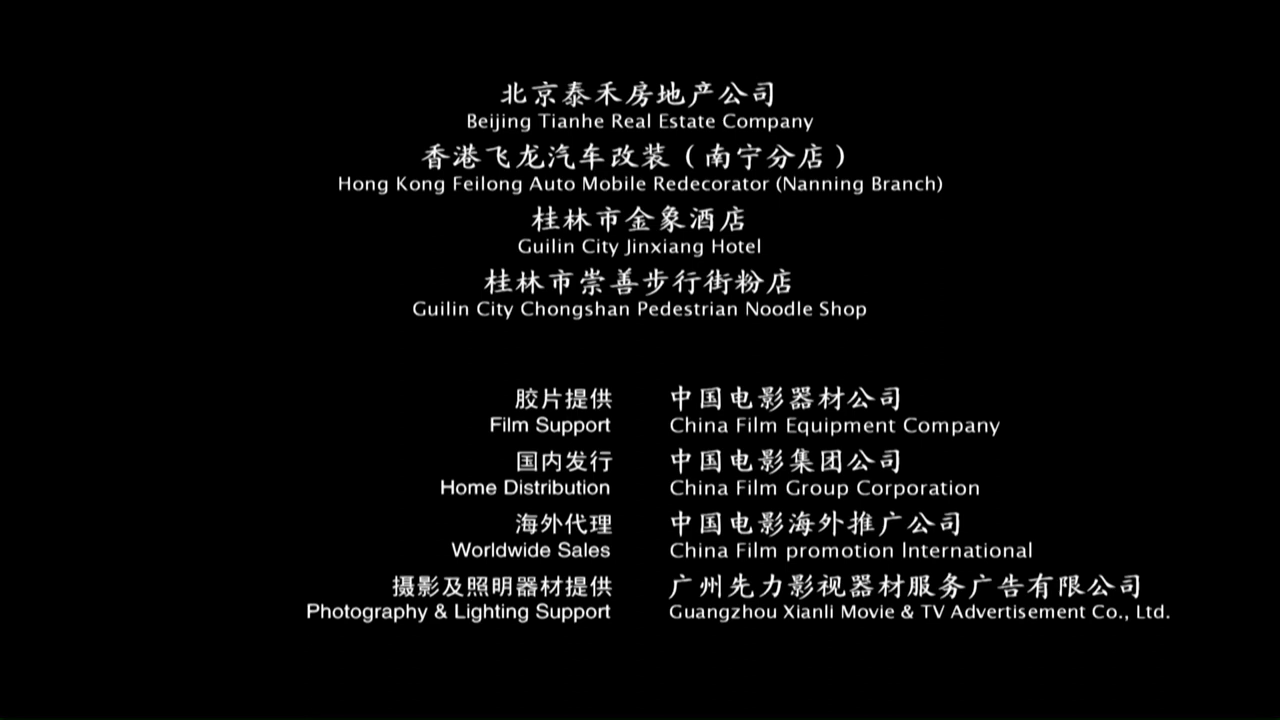 北京泰禾房地产公司
Beijing Tianhe Real Estate Company
香港飞龙汽车改装（南宁分店）
Hong Kong Feilong Auto Mobile Redecorator (Nanning Branch)
桂林市金象酒店
Guilin City Jinxiang Hotel
桂林市崇善步行街粉店
Guilin City Chongshan Pedestrian Noodle Shop
胶片提供 中国电影器材公司
Film Support China Film Equipment Company
国内发行 中国电影集团公司
Home Distribution China Film Group Corporation
海外代理 中国电影海外推广公司
Worldwide Sales China Film promotion International
摄影及照明器材提供 广州先力影视器材服务广告有限公司
Photography & Lighting Support Guangzhou Xianli Movie & TV Advertisement Co., Ltd.